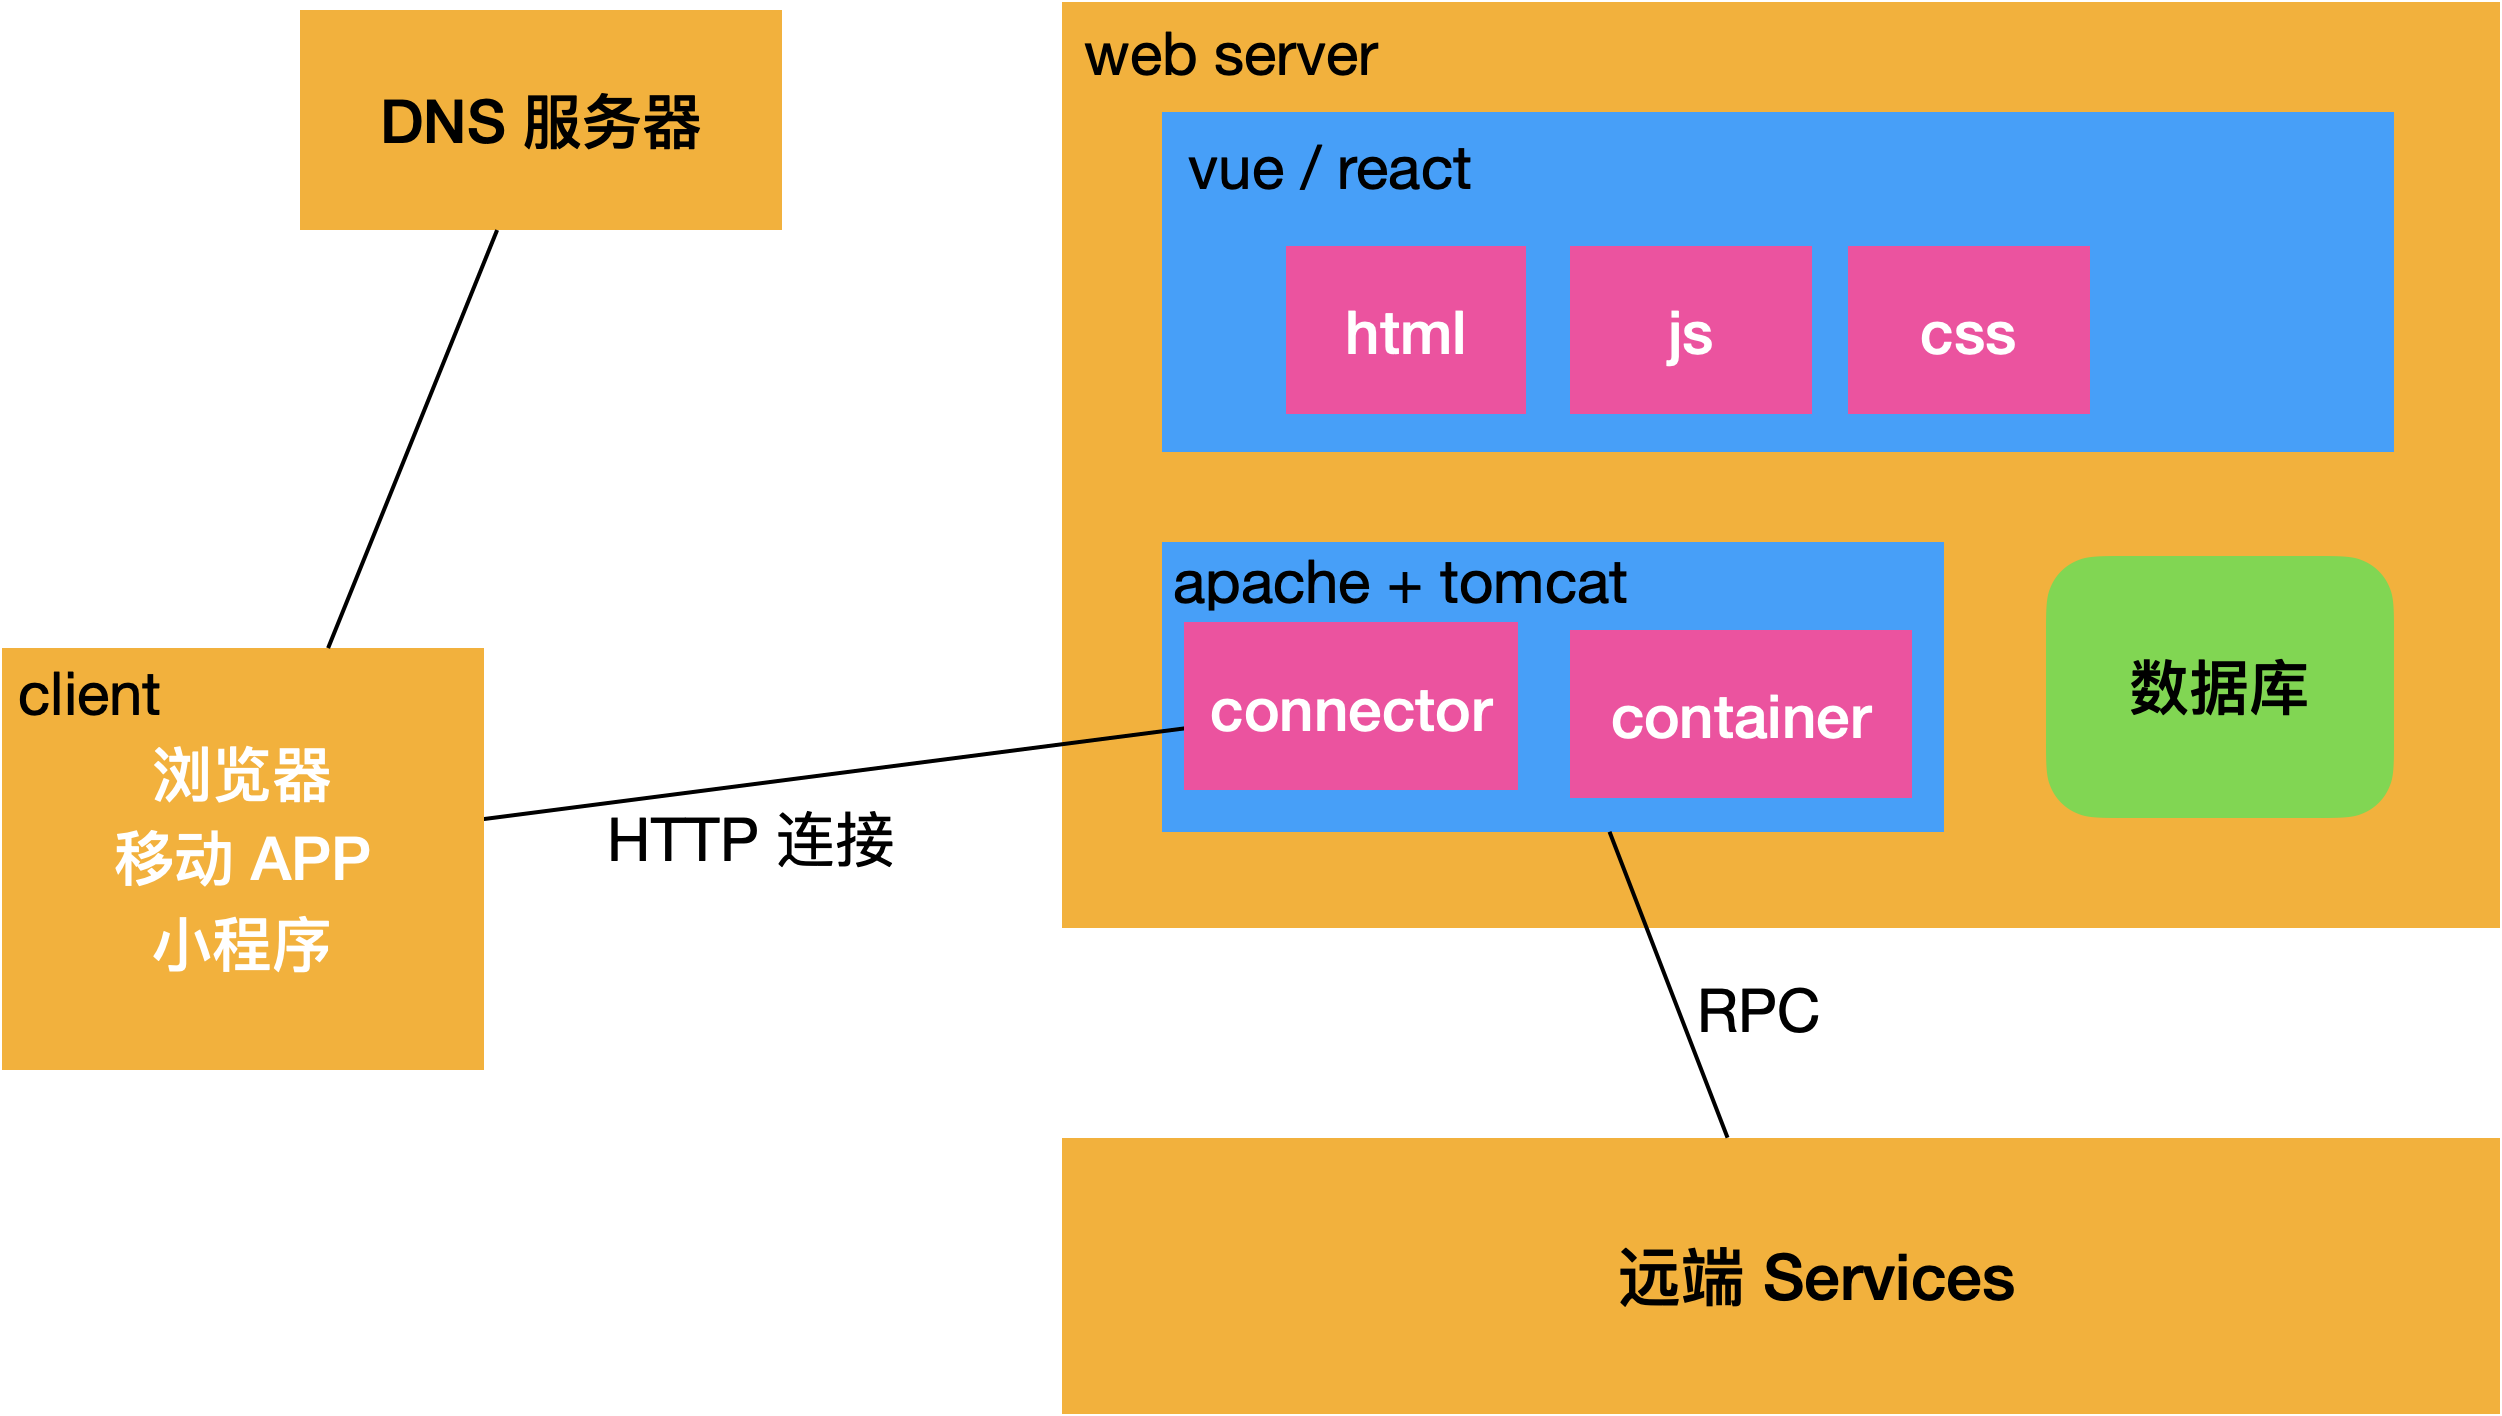 DNS 服务器
web server
vue / react
html
js
css
apache + tomcat
connector
container
数据库
client
浏览器
移动 APP
小程序
HTTP 连接
RPC
远端 Services